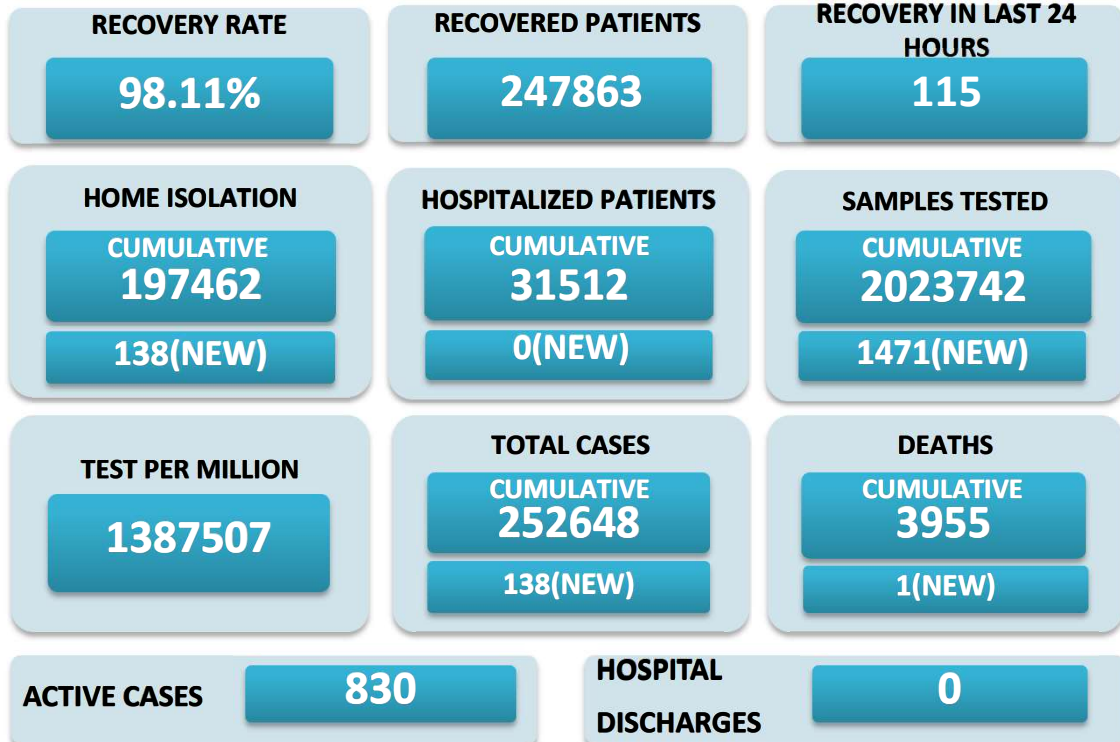 RECOVERY RATE
98.11%
RECOVERED PATIENTS
247863
RECOVERY IN LAST 24
HOURS
115
HOME ISOLATION
CUMULATIVE
197462
138(NEW)
HOSPITALIZED PATIENTS
CUMULATIVE
31512
0(NEW)
SAMPLES TESTED
CUMULATIVE
2023742
1471(NEW)
TEST PER MILLION
1387507
TOTAL CASES
CUMULATIVE
252648
138(NEW)
DEATHS
CUMULATIVE
3955
1(NEW)
ACTIVE CASES
830
HOSPITAL
DISCHARGES
0